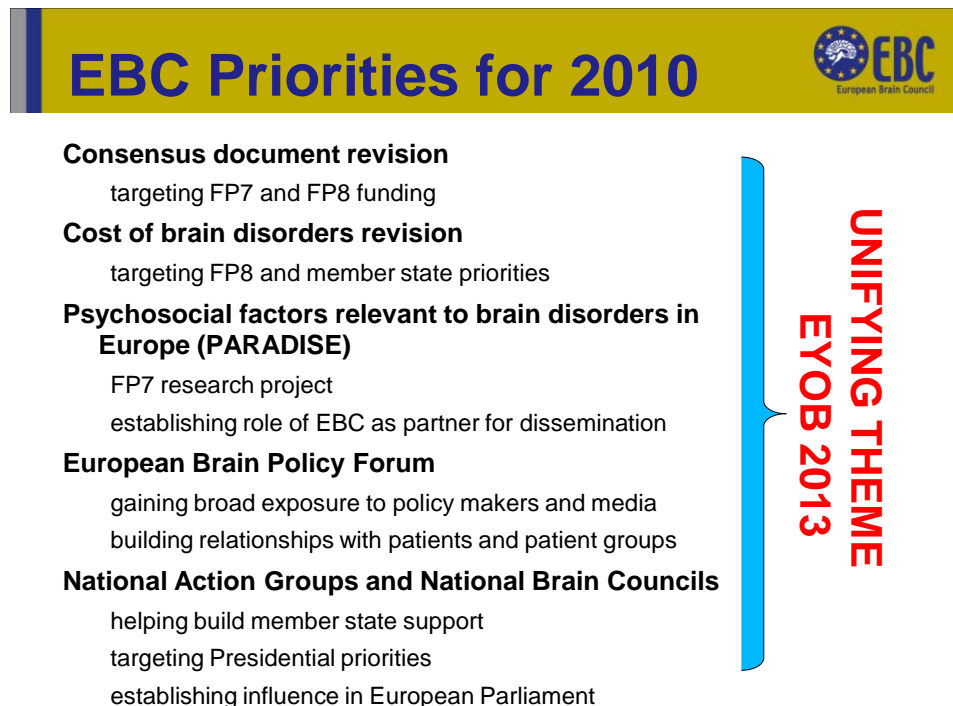 EBC Priorities for 2010
EBC
European Brain Council
Consensus document revision
targeting FP7 and FP8 funding
Cost of brain disorders revision
targeting FP8 and member state priorities
Psychosocial factors relevant to brain disorders in
Europe (PARADISE)
FP7 research project
establishing role of EBC as partner for dissemination
European Brain Policy Forum
gaining broad exposure to policy makers and media
building relationships with patients and patient groups
National Action Groups and National Brain Councils
helping build member state support
targeting Presidential priorities
establishing influence in European Parliament
UNIFYING THEME
EYOB 2013